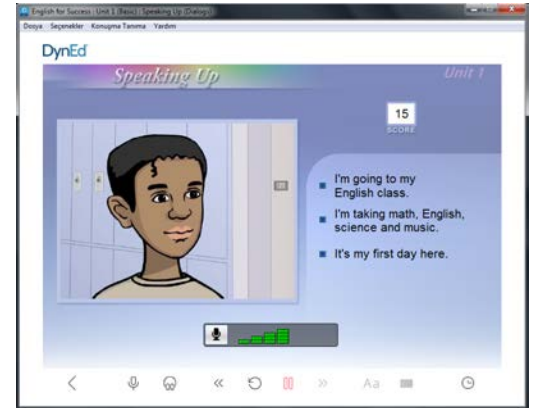 English for Success : Unit 1 (Basic) : Speaking Up (Dialogs)
Dosya Seçenekler Konuşma Tanıma Yardım
DynEd
Speaking Up
Unit 1
15
SCORE
I'm going to my
English class.
I'm taking math, English,
science and music.
It's my first day here.
Aa